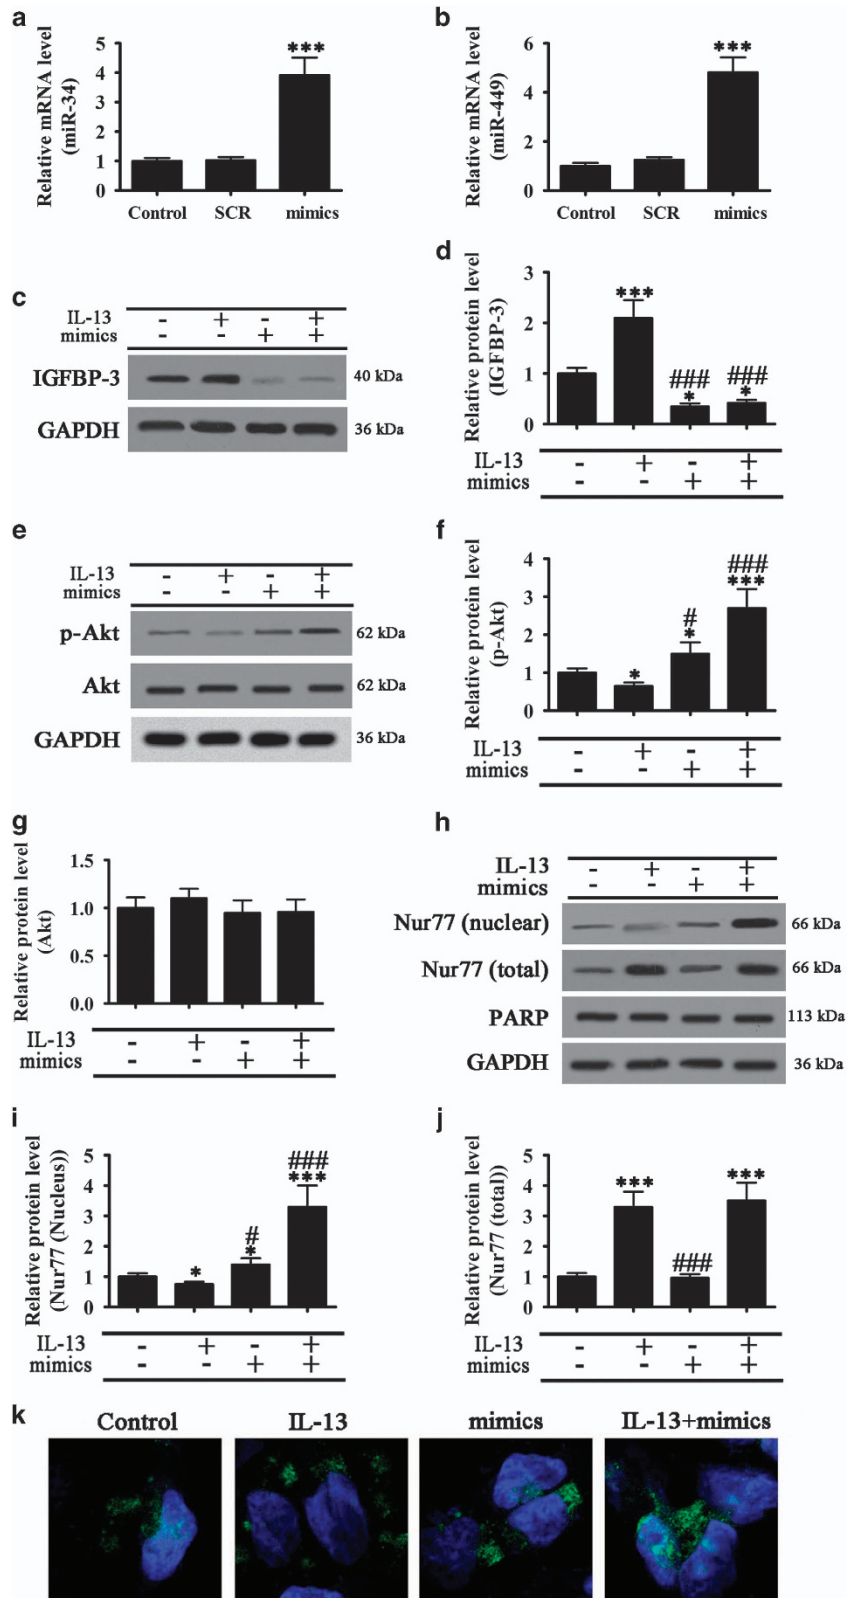 a
Relative mRNA level
(miR-34)
5
4
3
2
1
0
***
Control SCR mimics
b
Relative mRNA level
(miR-449)
6
4
2
0
***
Control SCR mimics
c
IL-13 - + - +
mimics - - + +
IGFBP-3 40 kDa
GAPDH 36 kDa
d
Relative protein level
(IGFBP-3)
3
2
1
0
***
###
*
###
*
IL-13 - + - +
mimics - - + +
e
IL-13 - + - +
mimics - - + +
p-Akt 62 kDa
Akt 62 kDa
GAPDH 36 kDa
f
Relative protein level
(p-Akt)
4
3
2
1
0
*
#
*
###
***
IL-13 - + - +
mimics - - + +
g
Relative protein level
(Akt)
1.5
1.0
0.5
0.0
IL-13 - + - +
mimics - - + +
h
IL-13 - + - +
mimics - - + +
Nur77 (nuclear) 66 kDa
Nur77 (total) 66 kDa
PARP 113 kDa
GAPDH 36 kDa
i
Relative protein level
(Nur77 (Nucleus))
5
4
3
2
1
0
*
#
*
###
***
IL-13 - + - +
mimics - - + +
j
Relative protein level
(Nur77 (total))
5
4
3
2
1
0
***
###
***
IL-13 - + - +
mimics - - + +
k
Control IL-13 mimics IL-13+mimics